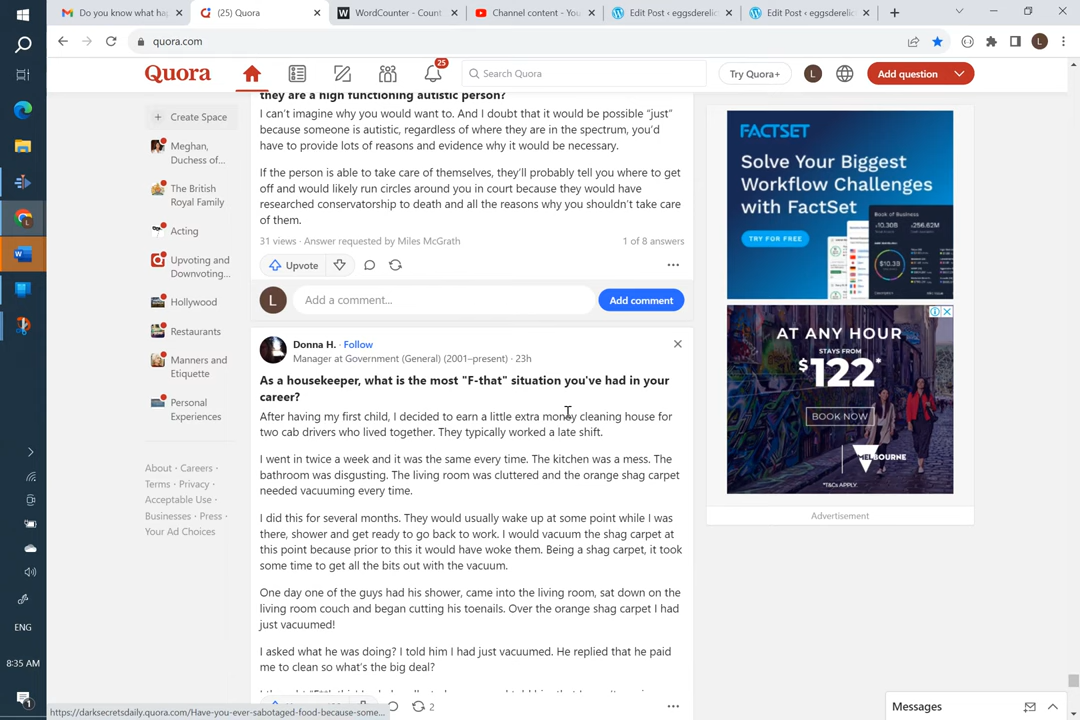 Do you know what ha
(25) Quora
WordCounter - Count
Channel content - You
Edit Post ‹ eggsderelic
Edit Post ‹ eggsderelic
quora.com
Quora
25
Search Quora
Try Quora+
L
Add question
Create Space
Meghan,
Duchess of...
The British
Royal Family
Acting
Upvoting and
Downvoting...
Hollywood
Restaurants
Manners and
Etiquette
Personal
Experiences
About · Careers ·
Terms · Privacy ·
Acceptable Use ·
Businesses · Press ·
Your Ad Choices
they are a high functioning autistic person?
I can't imagine why you would want to. And I doubt that it would be possible "just"
because someone is autistic, regardless of where they are in the spectrum, you'd
have to provide lots of reasons and evidence why it would be necessary.
If the person is able to take care of themselves, they'll probably tell you where to get
off and would likely run circles around you in court because they would have
researched conservatorship to death and all the reasons why you shouldn't take care
of them.
31 views · Answer requested by Miles McGrath
1 of 8 answers
Upvote
L
Add a comment...
Add comment
Donna H. · Follow
Manager at Government (General) (2001–present) · 23h
As a housekeeper, what is the most "F-that" situation you've had in your
career?
After having my first child, I decided to earn a little extra money cleaning house for
two cab drivers who lived together. They typically worked a late shift.
I went in twice a week and it was the same every time. The kitchen was a mess. The
bathroom was disgusting. The living room was cluttered and the orange shag carpet
needed vacuuming every time.
I did this for several months. They would usually wake up at some point while I was
there, shower and get ready to go back to work. I would vacuum the shag carpet at
this point because prior to this it would have woke them. Being a shag carpet, it took
some time to get all the bits out with the vacuum.
One day one of the guys had his shower, came into the living room, sat down on the
living room couch and began cutting his toenails. Over the orange shag carpet I had
just vacuumed!
I asked what he was doing? I told him I had just vacuumed. He replied that he paid
me to clean so what's the big deal?
2
FACTSET
Solve Your Biggest
Workflow Challenges
with FactSet
TRY FOR FREE
Book of Business
10.30B
256.62M
$10.3B
AT ANY HOUR
STAYS FROM
$122*
BOOK NOW
MELBOURNE
*T&Cs APPLY.
Advertisement
Messages
ENG
8:35 AM
1
https://darksecretsdaily.quora.com/Have-you-ever-sabotaged-food-because-some...